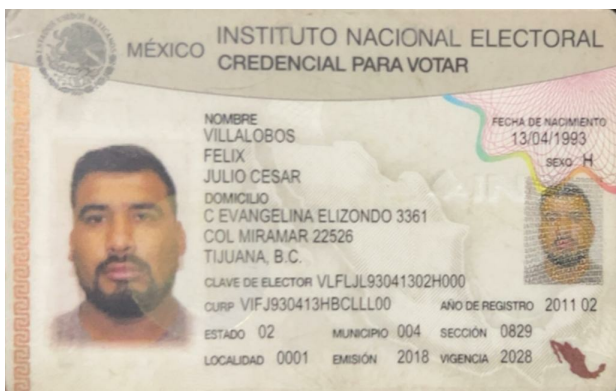 MÉXICO INSTITUTO NACIONAL ELECTORAL
CREDENCIAL PARA VOTAR
NOMBRE
VILLALOBOS
FELIX
JULIO CESAR
FECHA DE NACIMIENTO
13/04/1993
SEXO H
DOMICILIO
C EVANGELINA ELIZONDO 3361
COL MIRAMAR 22526
TIJUANA, B.C.
CLAVE DE ELECTOR VLFLJL93041302H000
CURP VIFJ930413HBCLLL00 AÑO DE REGISTRO 2011 02
ESTADO 02 MUNICIPIO 004 SECCIÓN 0829
LOCALIDAD 0001 EMISIÓN 2018 VIGENCIA 2028